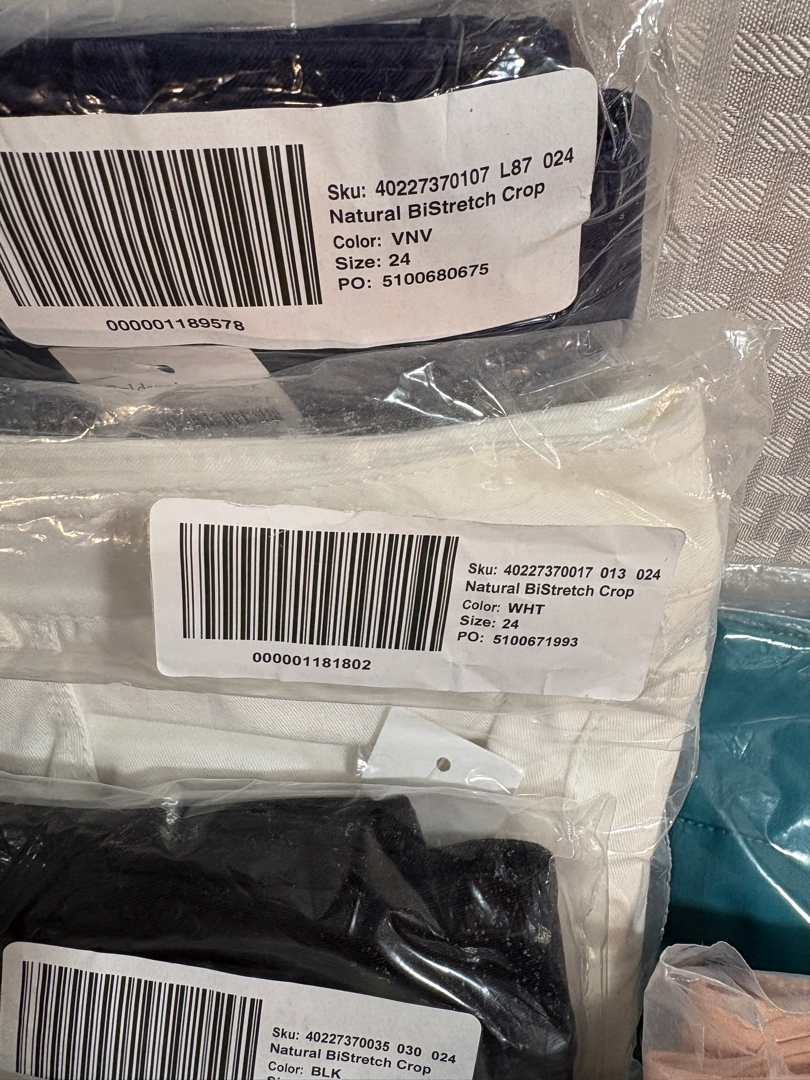 Sku: 40227370107 L87 024
Natural BiStretch Crop
Color: VNV
Size: 24
PO: 5100680675
000001189578
Sku: 40227370017 013 024
Natural BiStretch Crop
Color: WHT
Size: 24
PO: 5100671993
000001181802
Sku: 40227370035 030 024
Natural BiStretch Crop
Color: BLK